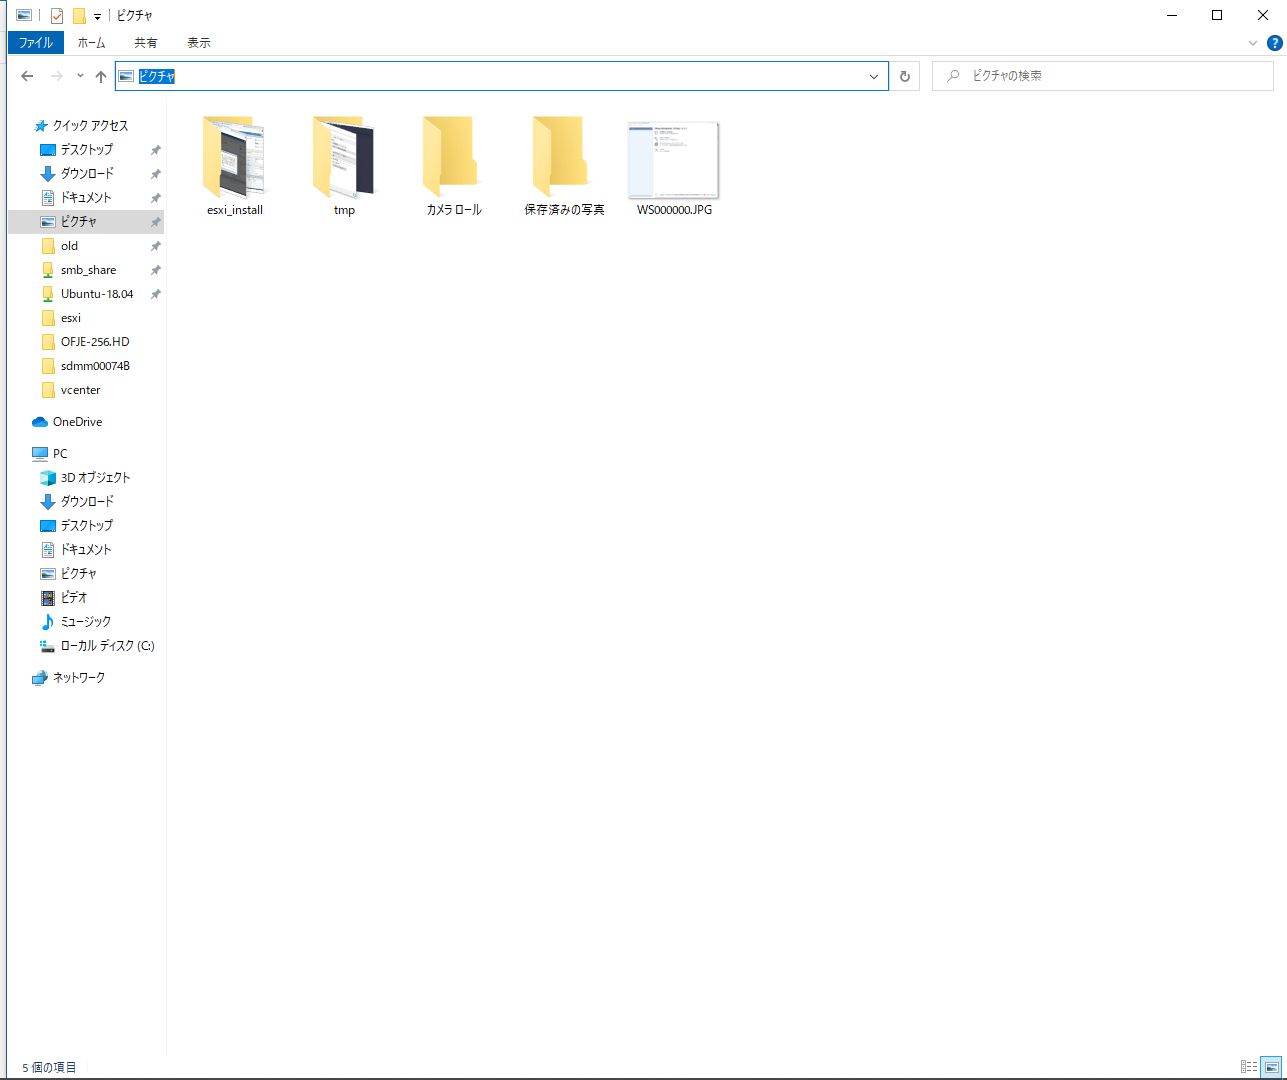 ピクチャ
ファイル ホーム 共有 表示
ピクチャ
ピクチャの検索
クイック アクセス
デスクトップ
ダウンロード
ドキュメント
ピクチャ
old
smb_share
Ubuntu-18.04
esxi
OFJE-256.HD
sdmm00074B
vcenter
OneDrive
PC
3D オブジェクト
ダウンロード
デスクトップ
ドキュメント
ピクチャ
ビデオ
ミュージック
ローカル ディスク (C:)
ネットワーク
esxi_install
tmp
カメラ ロール
保存済みの写真
WS000000.JPG
5 個の項目